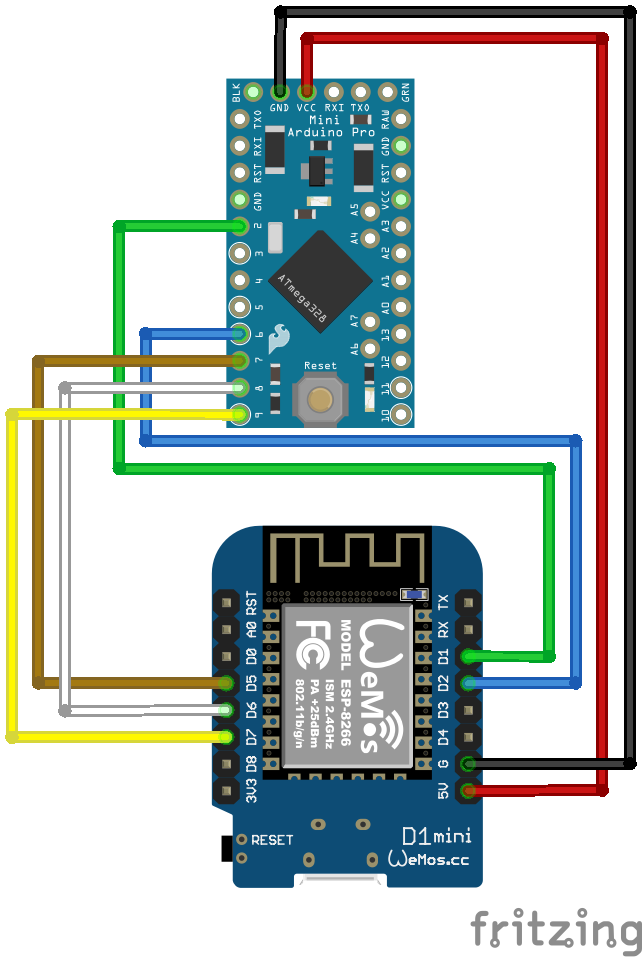 BLK
GND VCC RXI TXO
GRN
Mini
Arduino Pro
TXO
RXI
RST
GND
2
3
4
5
6
7
8
9
RAW
GND
RST
VCC
A3
A2
A1
A0
13
12
11
10
A5
A4
A7
A6
ATmega328
Reset
RST
A0
D0
D5
D6
D7
D8
3V3
TX
RX
D1
D2
D3
D4
G
5V
WeMos
MODEL ESP-8266
FC
ISM 2.4GHz
PA +25dBm
802.11b/g/n
RESET
D1 mini
WeMos.cc
fritzing